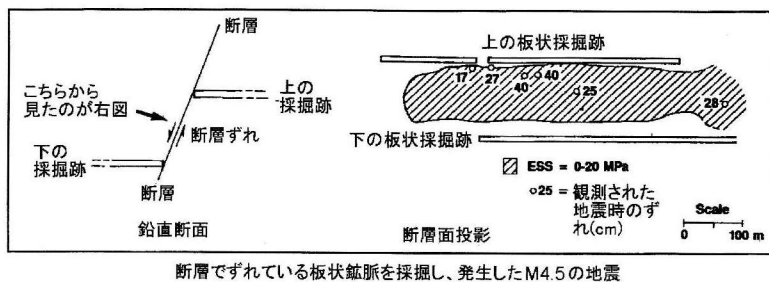 断層
こちらから
見たのが右図
上の
採掘跡
断層ずれ
下の
採掘跡
断層
鉛直断面
上の板状採掘跡
17
27
40
40
25
28
下の板状採掘跡
ESS = 0-20 MPa
25 = 観測された
地震時のず
れ(cm)
Scale
0 100 m
断層面投影
断層でずれている板状鉱脈を採掘し、発生したM4.5の地震